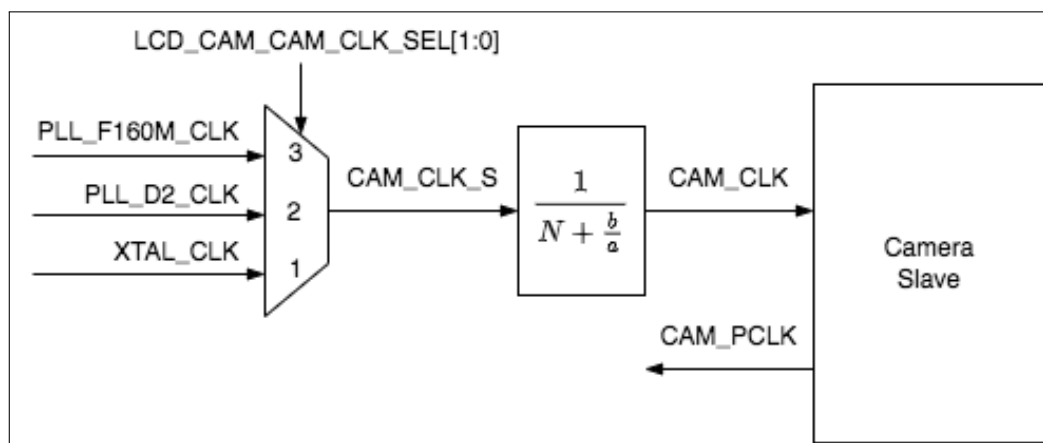 LCD_CAM_CAM_CLK_SEL[1:0]
PLL_F160M_CLK
3
PLL_D2_CLK
2
XTAL_CLK
1
CAM_CLK_S
1
N + b/a
CAM_CLK
Camera
Slave
CAM_PCLK